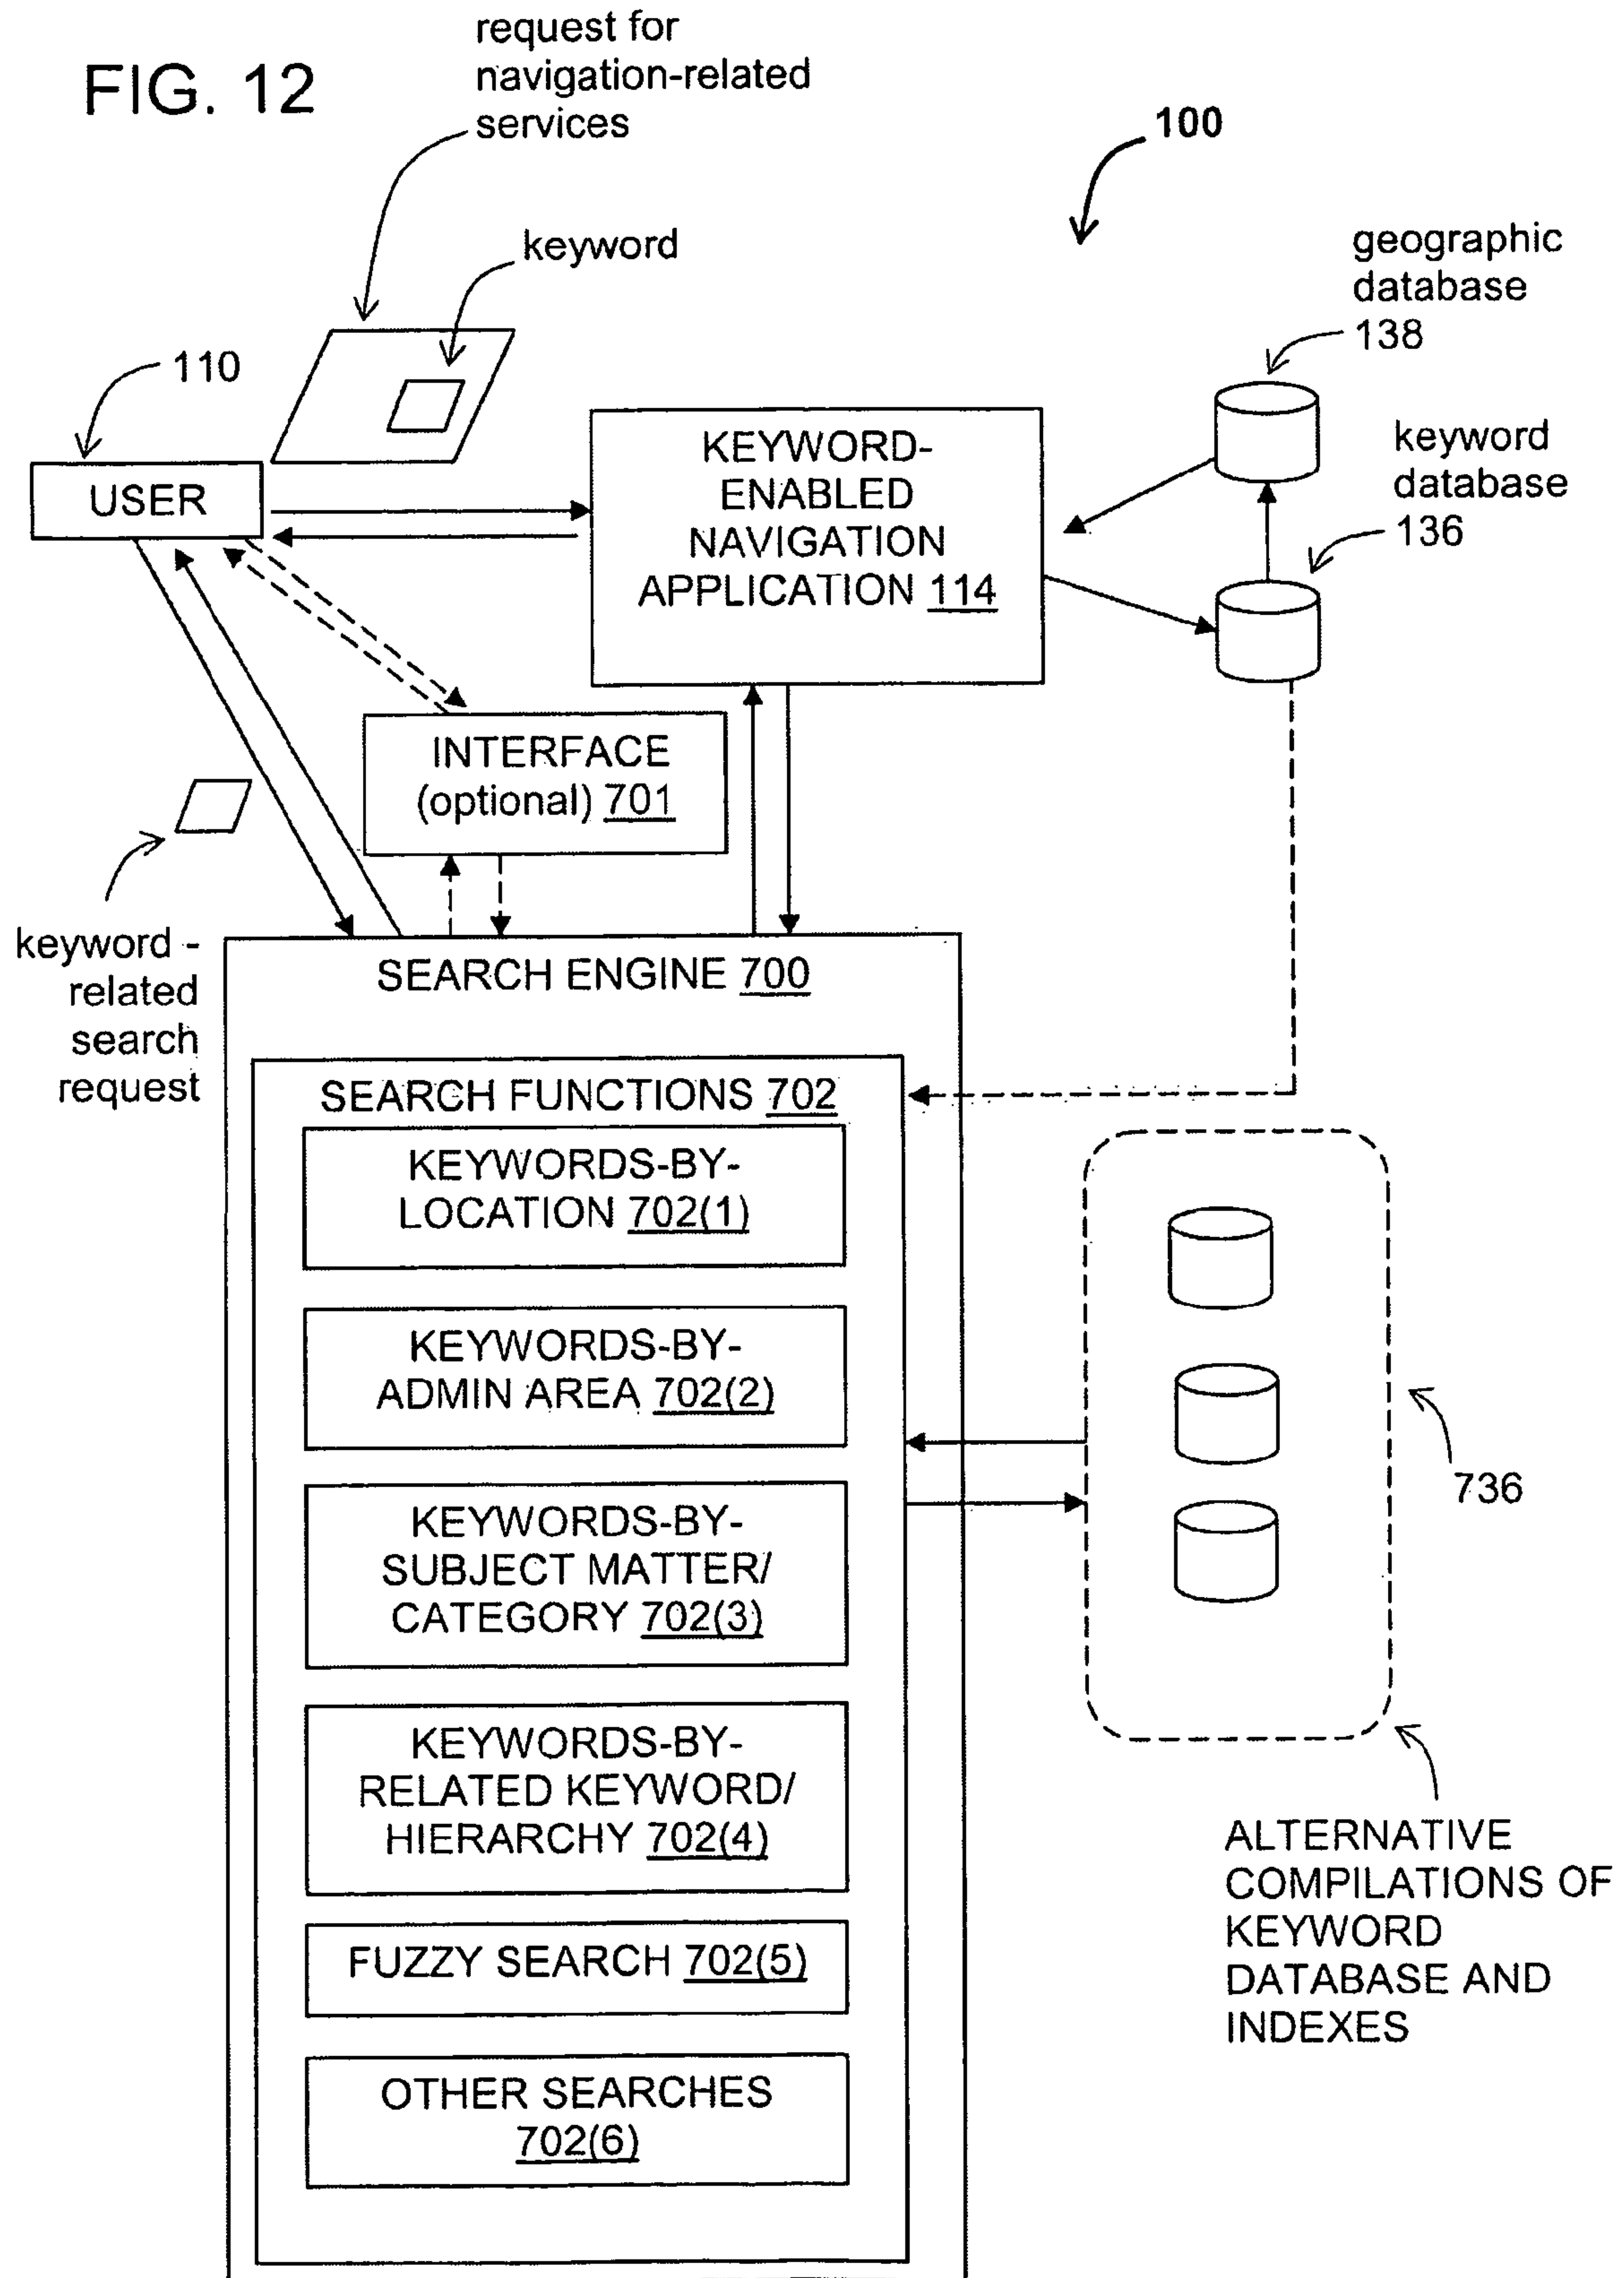 FIG. 12
request for
navigation-related
services
100
keyword
geographic
database
138
110
keyword
database
136
USER
KEYWORD-
ENABLED
NAVIGATION
APPLICATION 114
INTERFACE
(optional) 701
keyword -
related
search
request
SEARCH ENGINE 700
SEARCH FUNCTIONS 702
KEYWORDS-BY-
LOCATION 702(1)
KEYWORDS-BY-
ADMIN AREA 702(2)
KEYWORDS-BY-
SUBJECT MATTER/
CATEGORY 702(3)
KEYWORDS-BY-
RELATED KEYWORD/
HIERARCHY 702(4)
FUZZY SEARCH 702(5)
OTHER SEARCHES
702(6)
736
ALTERNATIVE
COMPILATIONS OF
KEYWORD
DATABASE AND
INDEXES